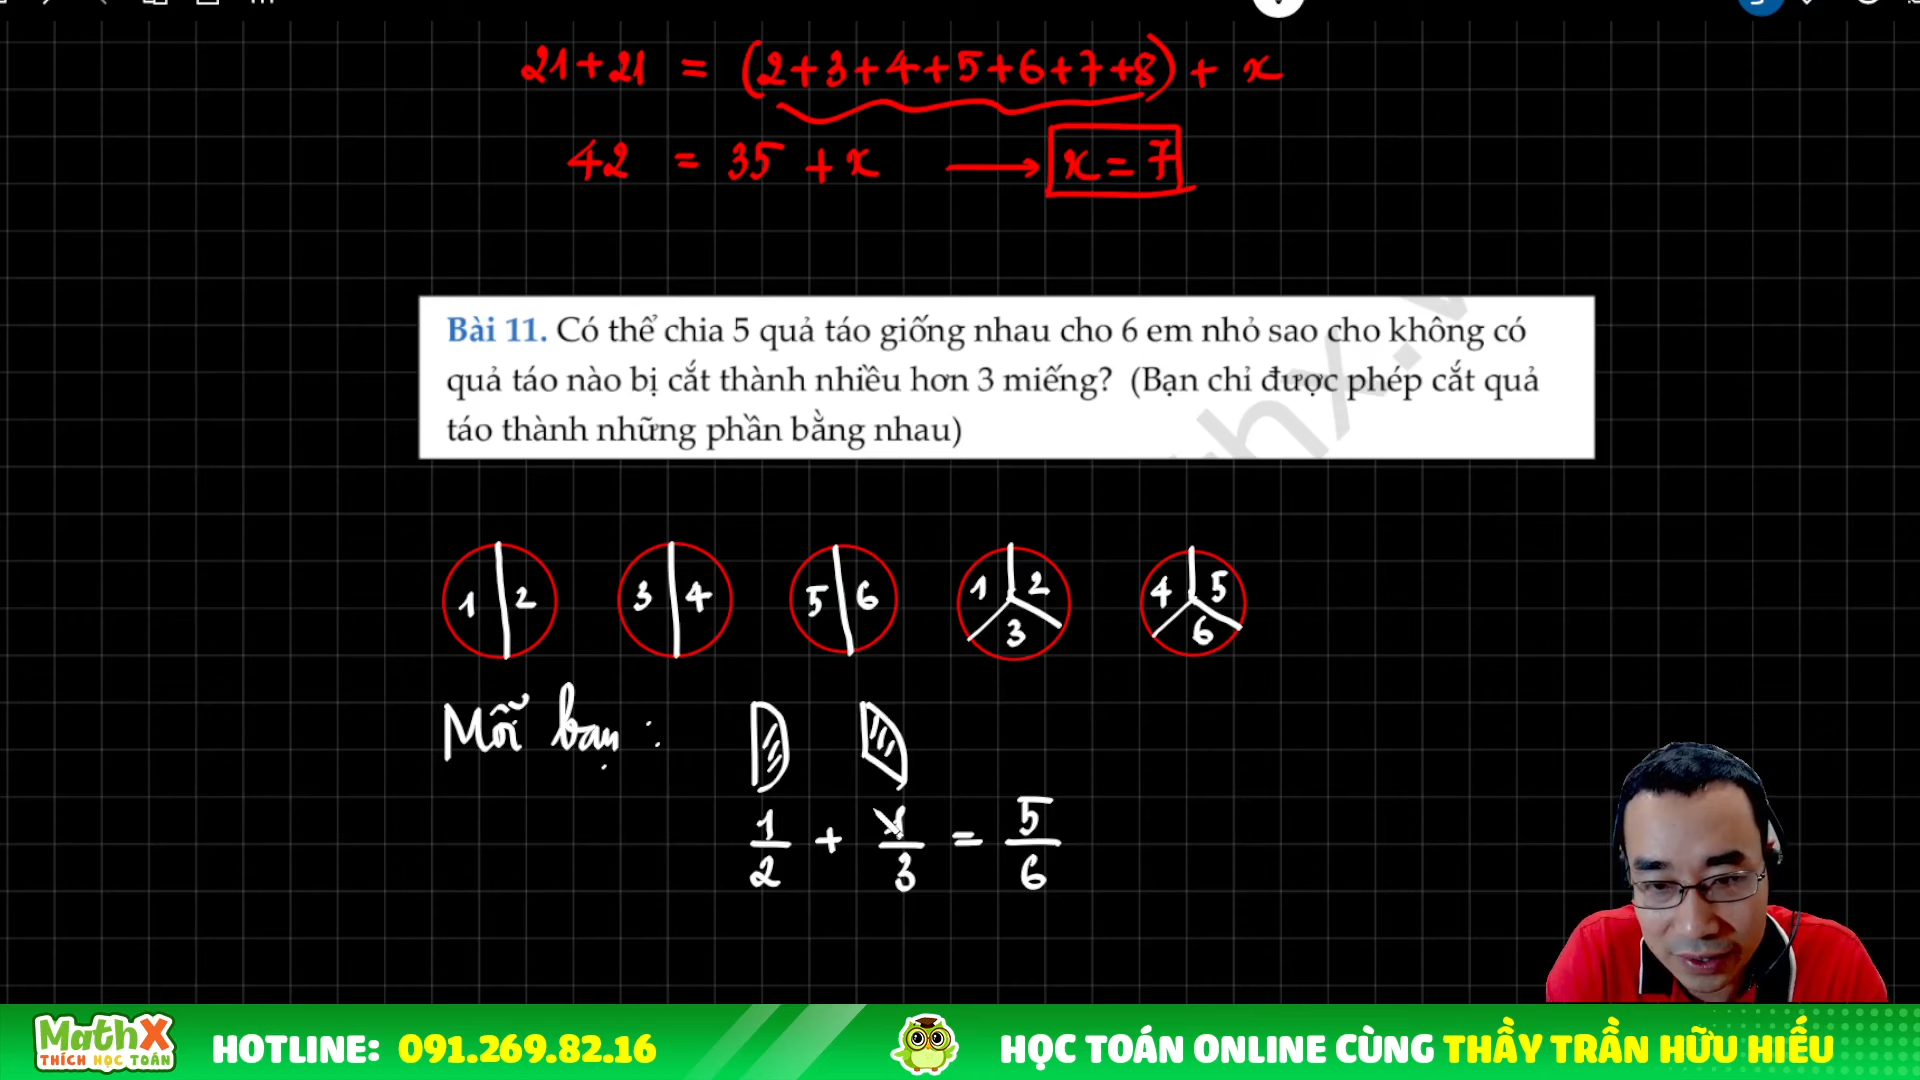 21+21 = (2+3+4+5+6+7+8) + x
42 = 35 + x ⟶ x = 7
Bài 11. Có thể chia 5 quả táo giống nhau cho 6 em nhỏ sao cho không có
quả táo nào bị cắt thành nhiều hơn 3 miếng? (Bạn chỉ được phép cắt quả
táo thành những phần bằng nhau)
1 2 3 4 5 6 1 2 3 4 5 6
Mỗi bạn :
1/2 + 1/3 = 5/6
MathX
THÍCH HỌC TOÁN
HOTLINE: 091.269.82.16
HỌC TOÁN ONLINE CÙNG THẦY TRẦN HỮU HIẾU